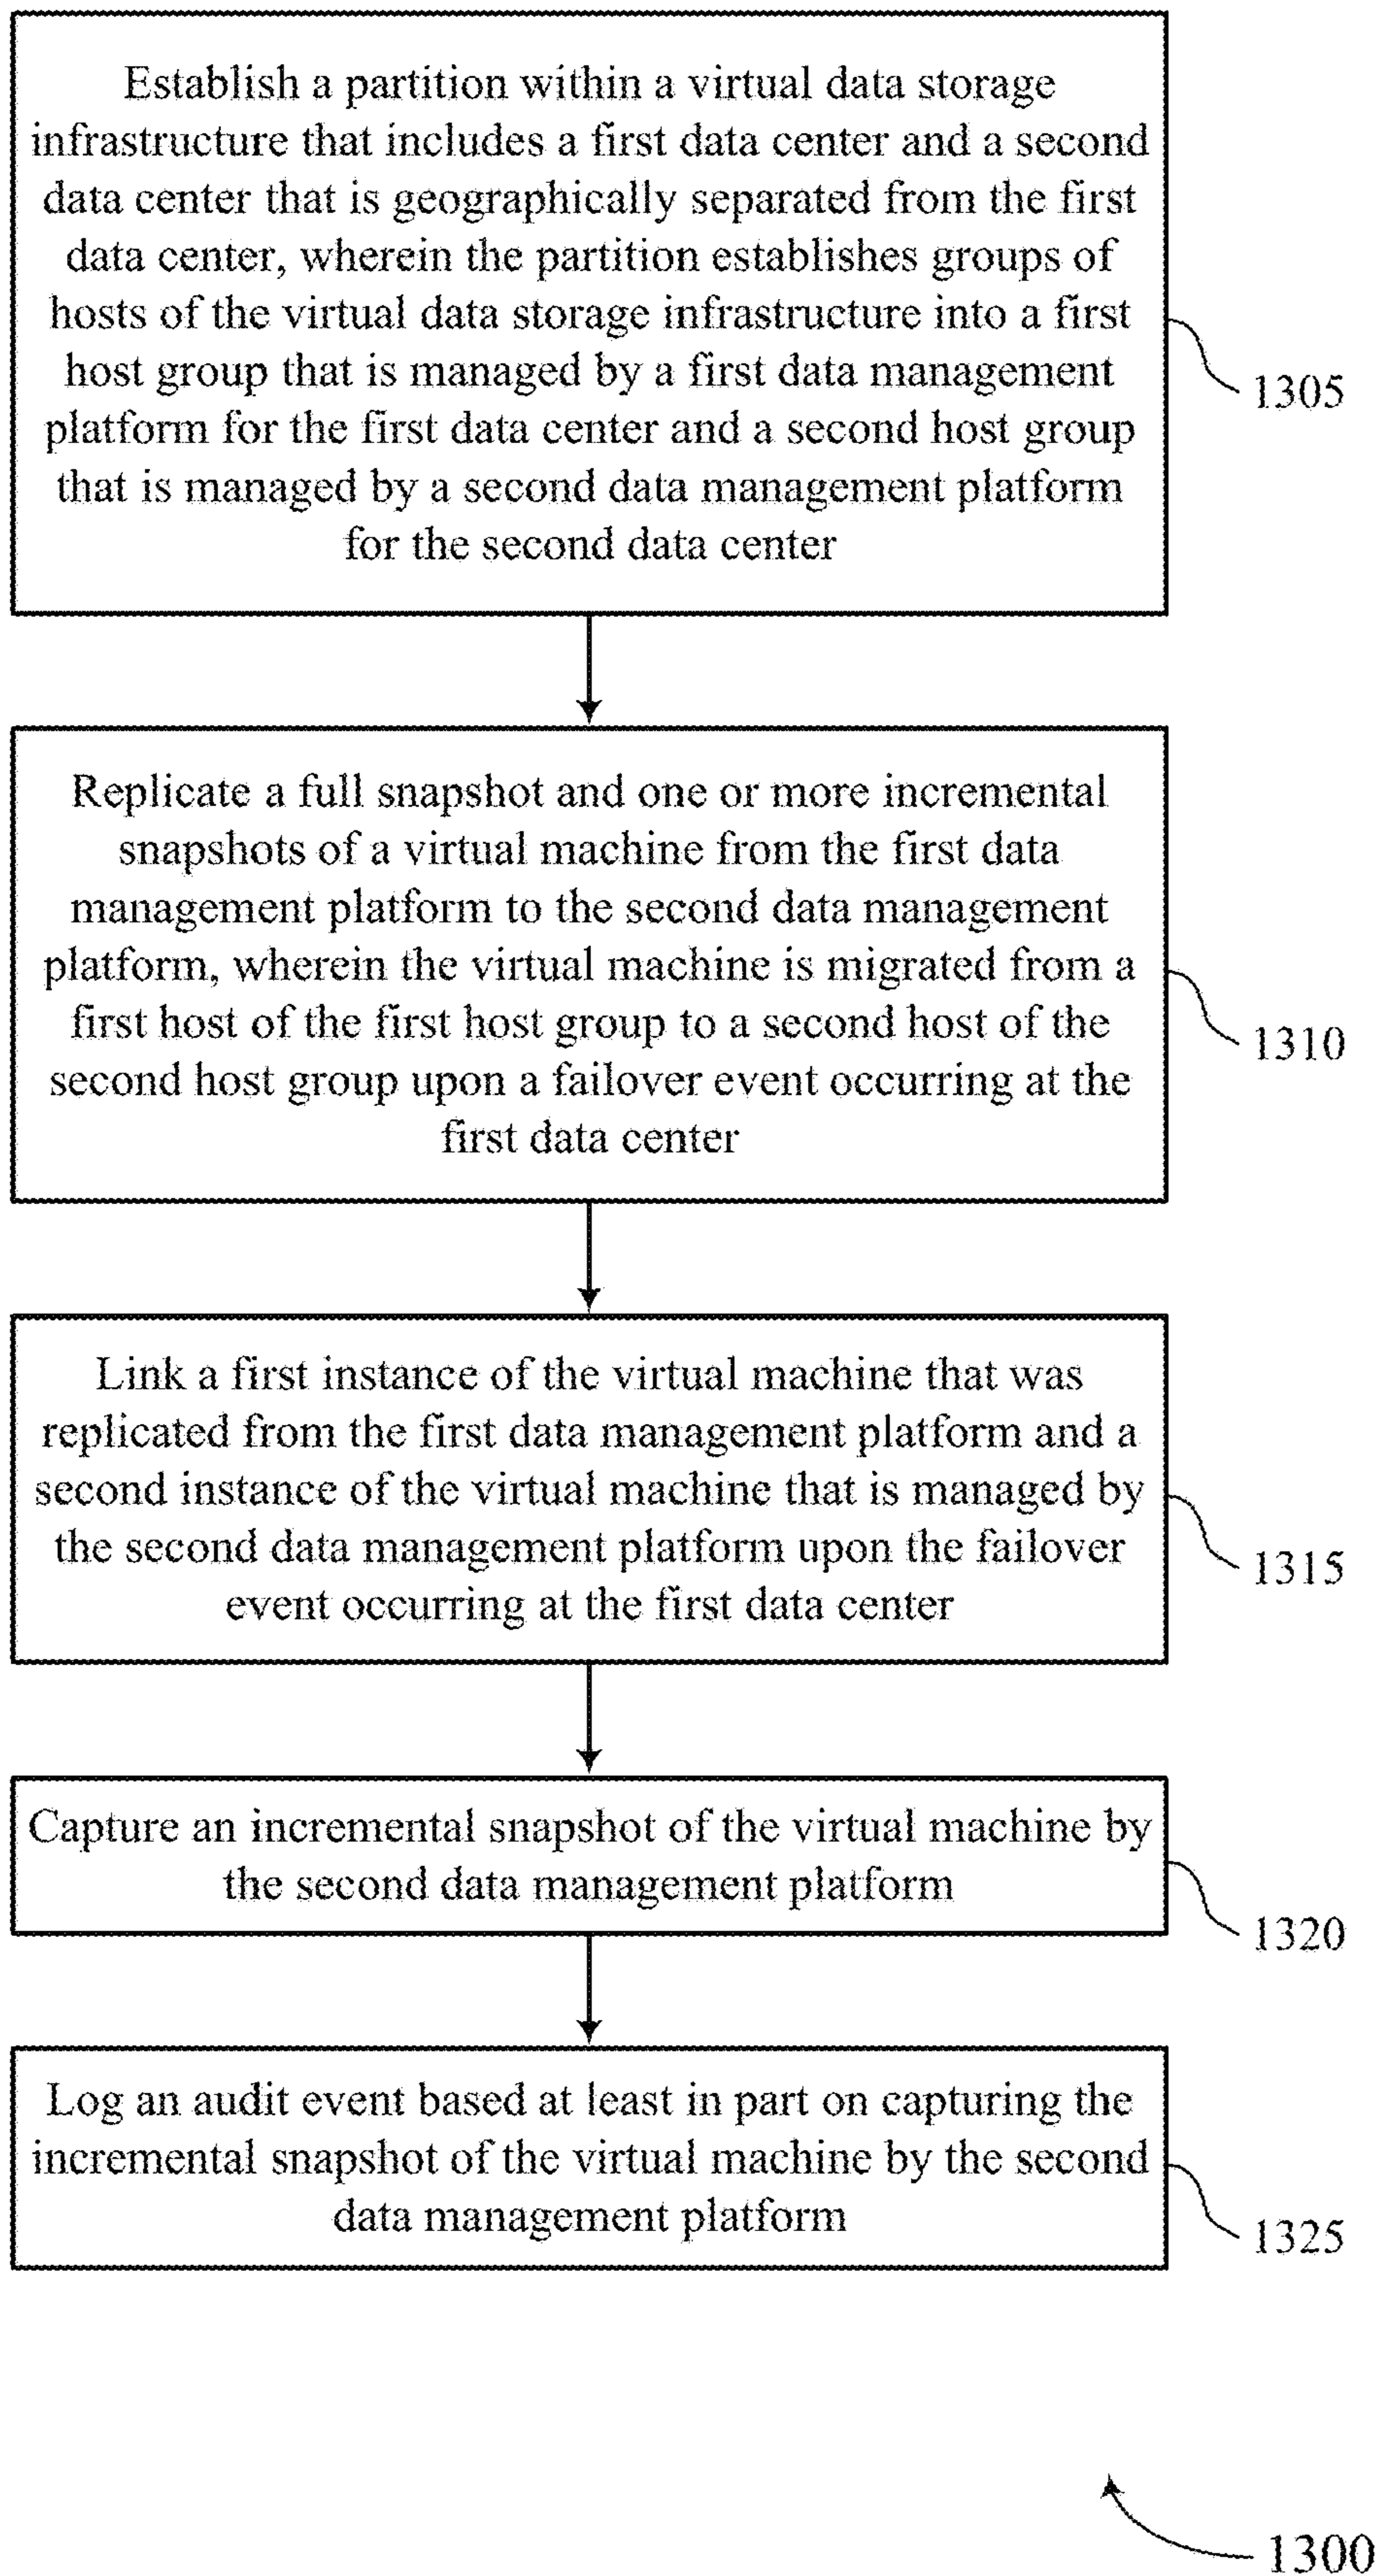 Establish a partition within a virtual data storage
infrastructure that includes a first data center and a second
data center that is geographically separated from the first
data center, wherein the partition establishes groups of
hosts of the virtual data storage infrastructure into a first
host group that is managed by a first data management
platform for the first data center and a second host group
that is managed by a second data management platform
for the second data center
1305
Replicate a full snapshot and one or more incremental
snapshots of a virtual machine from the first data
management platform to the second data management
platform, wherein the virtual machine is migrated from a
first host of the first host group to a second host of the
second host group upon a failover event occurring at the
first data center
1310
Link a first instance of the virtual machine that was
replicated from the first data management platform and a
second instance of the virtual machine that is managed by
the second data management platform upon the failover
event occurring at the first data center
1315
Capture an incremental snapshot of the virtual machine by
the second data management platform
1320
Log an audit event based at least in part on capturing the
incremental snapshot of the virtual machine by the second
data management platform
1325
1300